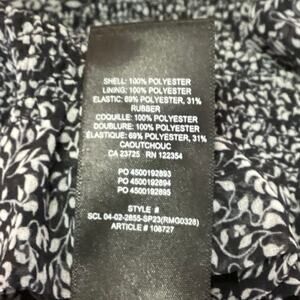 SHELL: 100% POLYESTER
LINING: 100% POLYESTER
ELASTIC: 69% POLYESTER, 31%
RUBBER
COQUILLE: 100% POLYESTER
DOUBLURE: 100% POLYESTER
ÉLASTIQUE: 69% POLYESTER, 31%
CAOUTCHOUC
CA 23725 RN 122354
PO 4500192893
PO 4500192894
PO 4500192895
STYLE #
SCL 04-02-2855-SP23(RMG0328)
ARTICLE # 108727